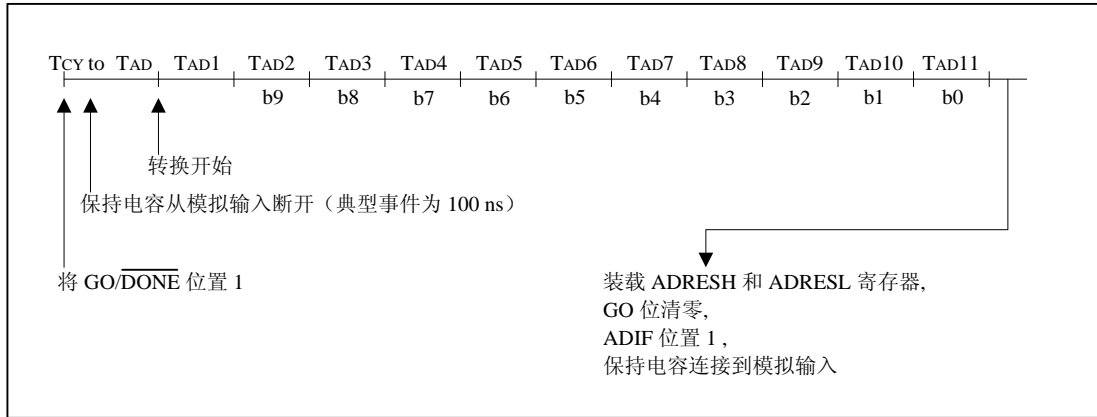 TCY to TAD TAD1 TAD2 TAD3 TAD4 TAD5 TAD6 TAD7 TAD8 TAD9 TAD10 TAD11
b9 b8 b7 b6 b5 b4 b3 b2 b1 b0
转换开始
保持电容从模拟输入断开（典型事件为 100 ns）
将 GO/DONE 位置 1
装载 ADRESH 和 ADRESL 寄存器,
GO 位清零,
ADIF 位置 1 ,
保持电容连接到模拟输入